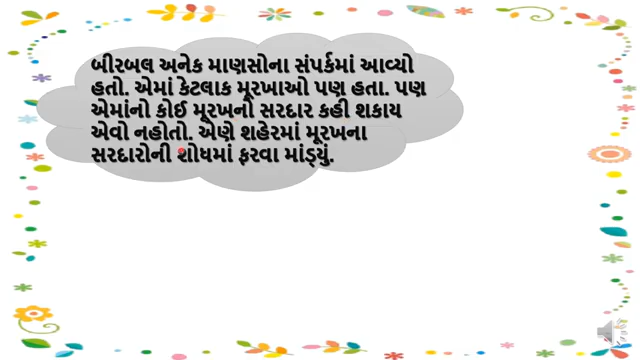 બીરબલ અનેક માણસોના સંપર્કમાં આવ્યો
હતો. એમાં કેટલાક મૂરખાઓ પણ હતા. પણ
એમાંનો કોઈ મૂરખનો સરદાર કહી શકાય
એવો નહોતો. એણે શહેરમાં મૂરખના
સરદારોની શોધમાં ફરવા માંડ્યું.